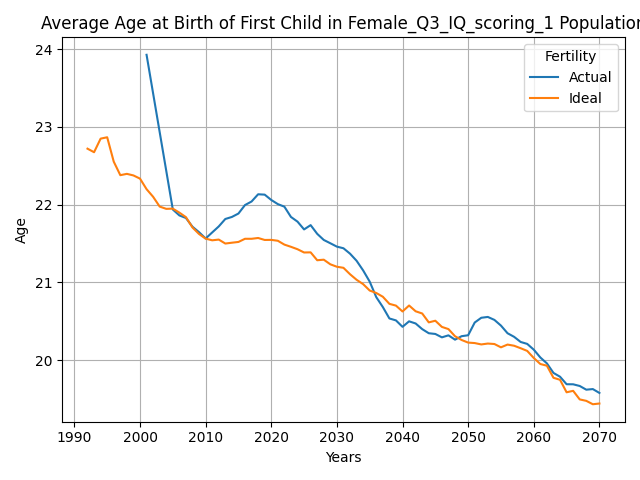 Average Age at Birth of First Child in Female_Q3_IQ_scoring_1 Population
Fertility
Actual
Ideal
24
23
22
21
20
Age
1990
2000
2010
2020
2030
2040
2050
2060
2070
Years